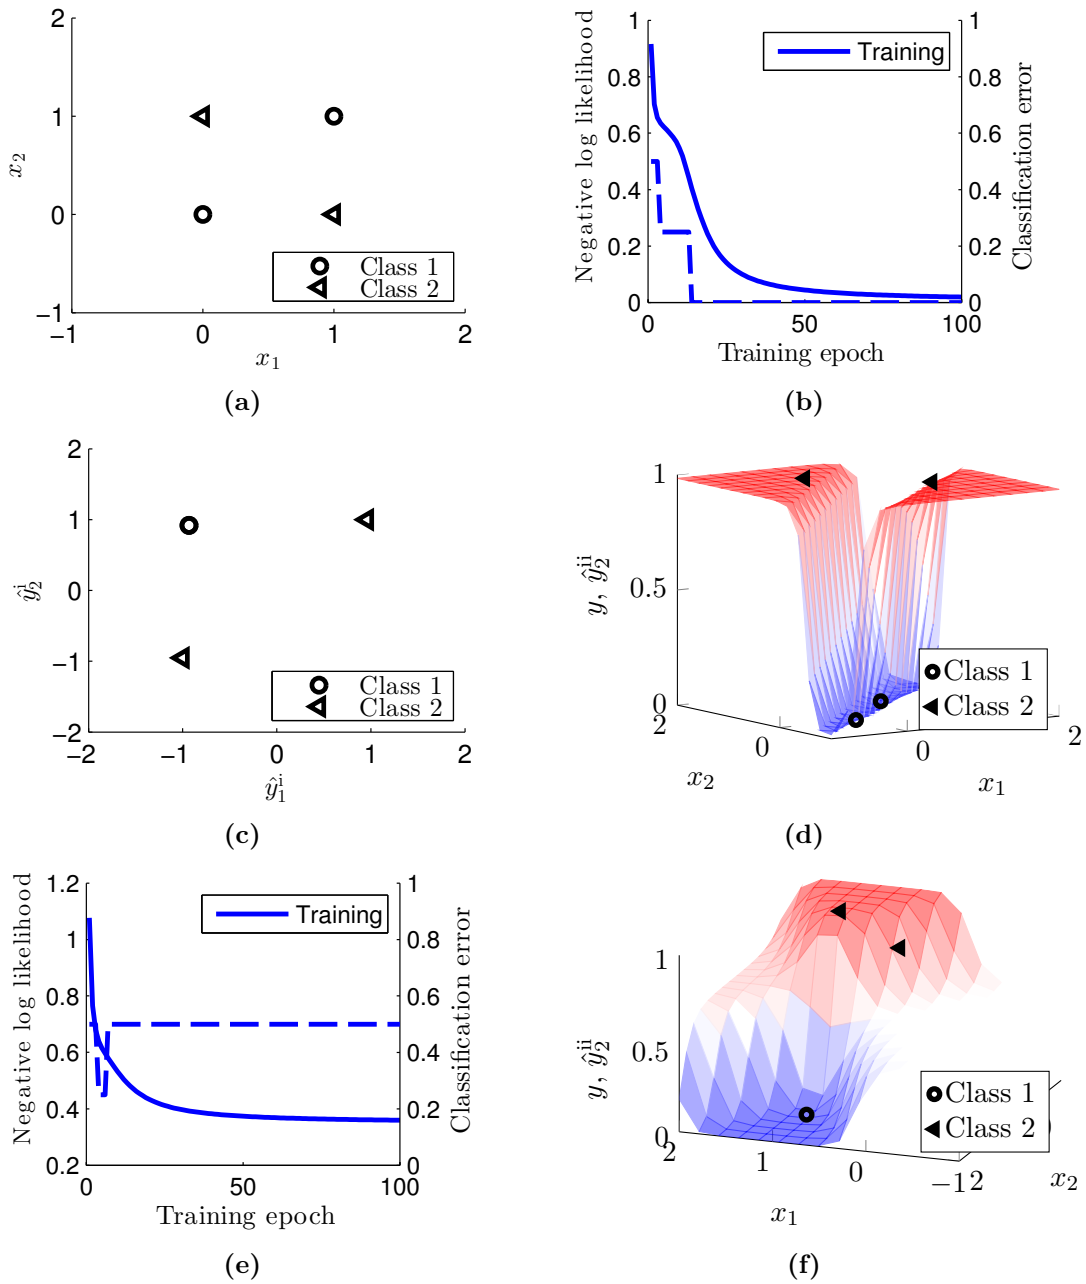 2
1
0
−1
−1
0
1
2
x2
x1
Class 1
Class 2
(a)
1
0.8
0.6
0.4
0.2
0
1
0.8
0.6
0.4
0.2
0
0
50
100
Negative log likelihood
Classification error
Training
Training epoch
(b)
2
1
0
−1
−2
−2
−1
0
1
2
ŷ₂ⁱ
ŷ₁ⁱ
Class 1
Class 2
(c)
1
0.5
0
y, ŷ₂ⁱⁱ
2
0
0
2
x2
x1
Class 1
Class 2
(d)
1.2
1
0.8
0.6
0.4
0.2
1
0.8
0.6
0.4
0.2
0
0
50
100
Negative log likelihood
Classification error
Training
Training epoch
(e)
1
0.5
0
y, ŷ₂ⁱⁱ
2
1
0
−1
2
x1
x2
Class 1
Class 2
(f)